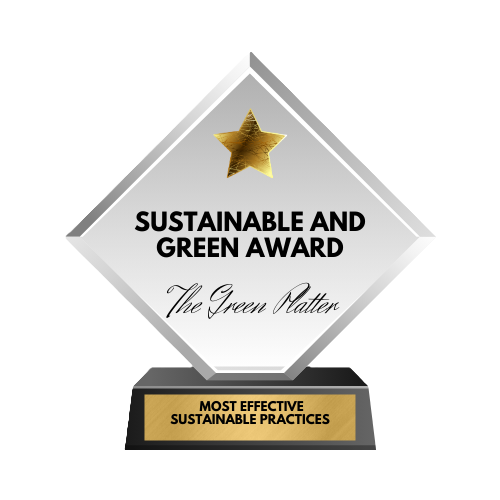 SUSTAINABLE AND
GREEN AWARD
The Green Platter
MOST EFFECTIVE
SUSTAINABLE PRACTICES